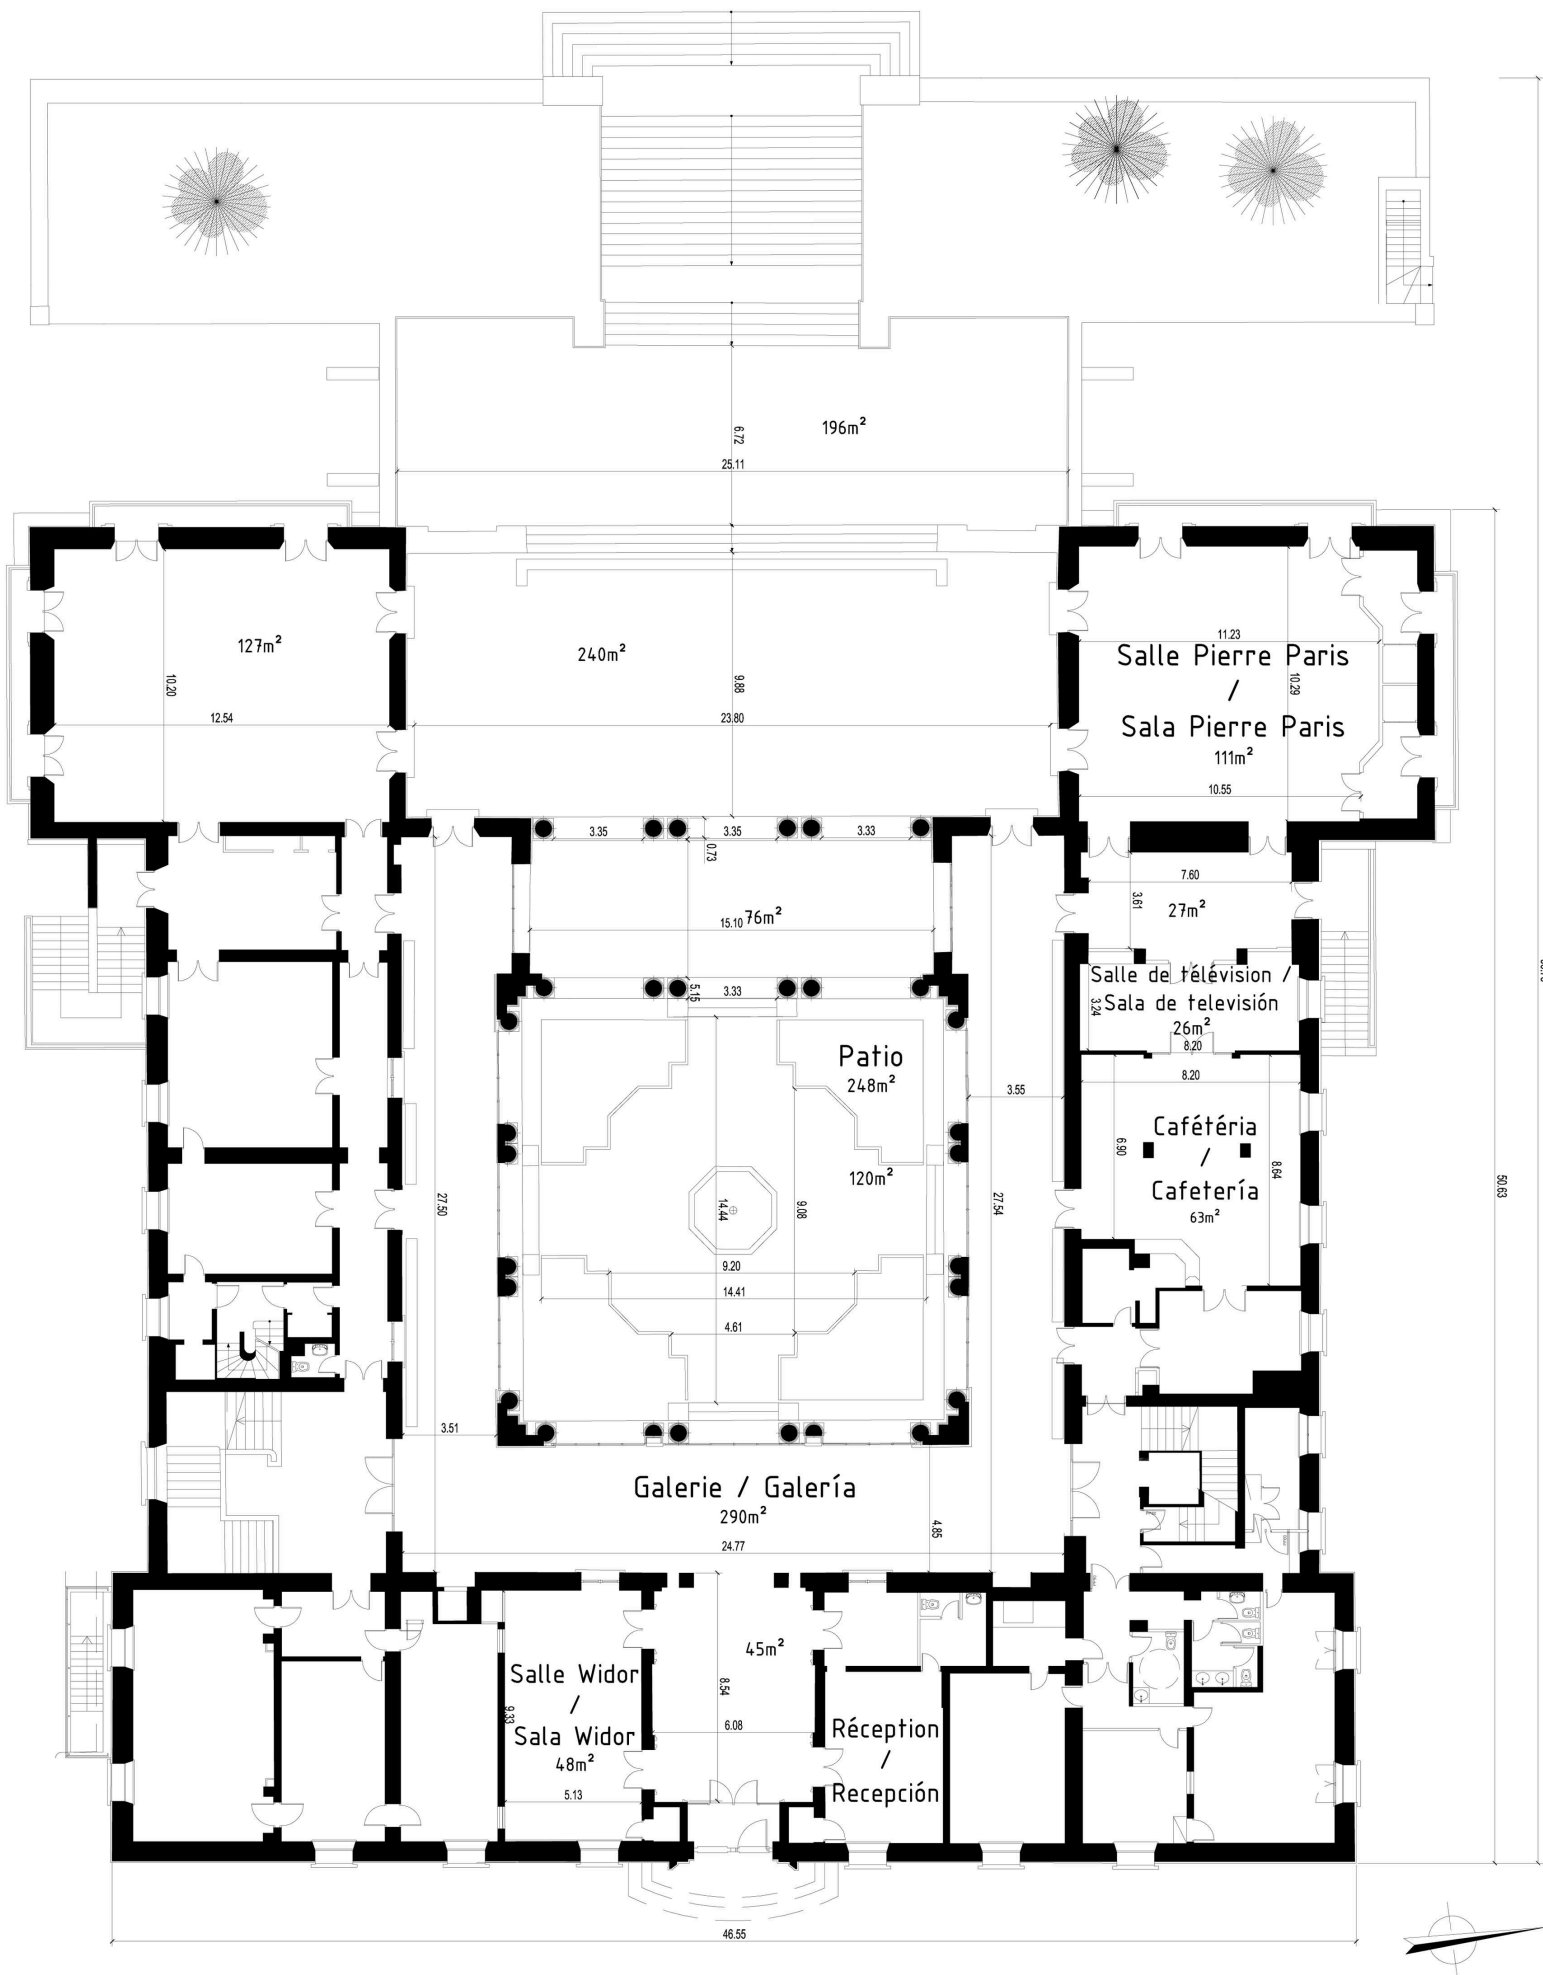 196m²
6.72
25.11
127m²
240m²
11.23
Salle Pierre Paris
/
Sala Pierre Paris
111m²
10.20
9.88
10.29
12.54
23.80
10.55
3.35
3.35
3.33
0.73
7.60
3.61
27m²
76m²
15.10
Salle de télévision /
Sala de televisión
26m²
3.24
8.20
5.15
3.33
Patio
248m²
8.20
3.55
Cafétéria
/
Cafetería
63m²
6.90
8.64
120m²
27.50
14.44
9.08
27.54
50.63
9.20
14.41
4.61
3.51
Galerie / Galería
290m²
4.85
24.77
45m²
8.54
Salle Widor
/
Sala Widor
48m²
9.33
6.08
Réception
/
Recepción
5.13
46.55